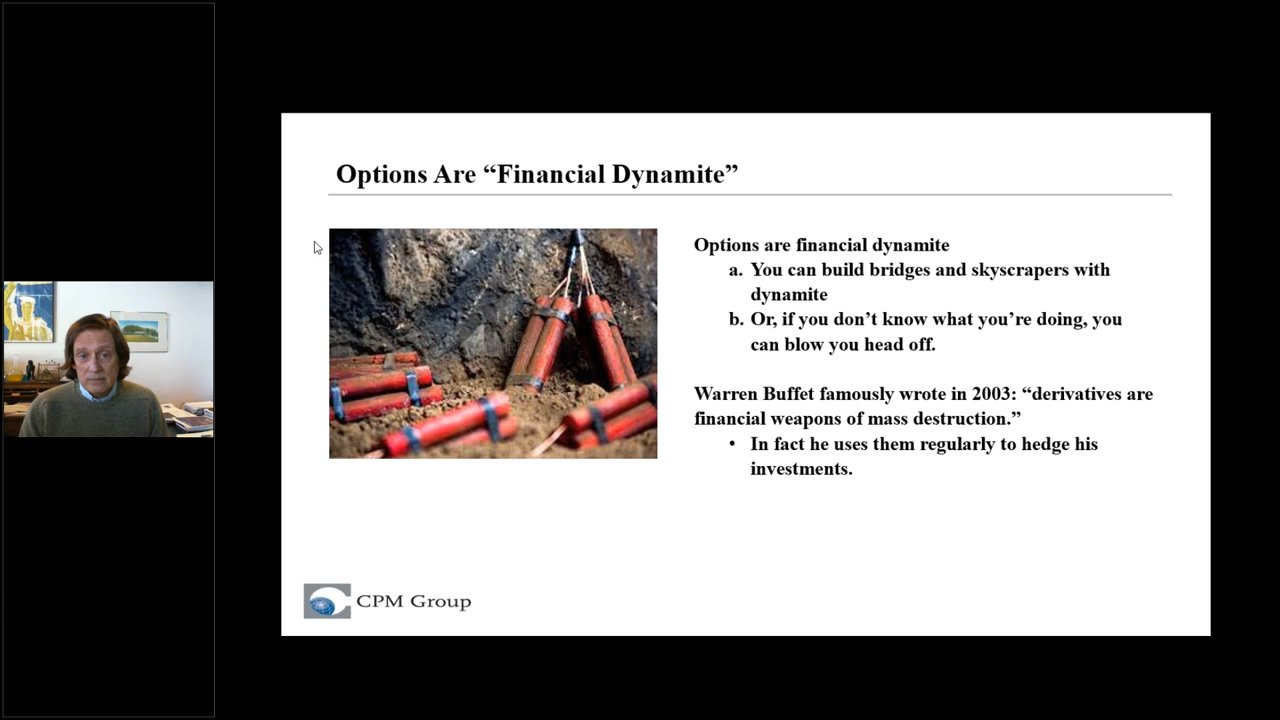 Options Are “Financial Dynamite”
Options are financial dynamite
a. You can build bridges and skyscrapers with
dynamite
b. Or, if you don’t know what you’re doing, you
can blow you head off.
Warren Buffet famously wrote in 2003: “derivatives are
financial weapons of mass destruction.”
• In fact he uses them regularly to hedge his
investments.
CPM Group